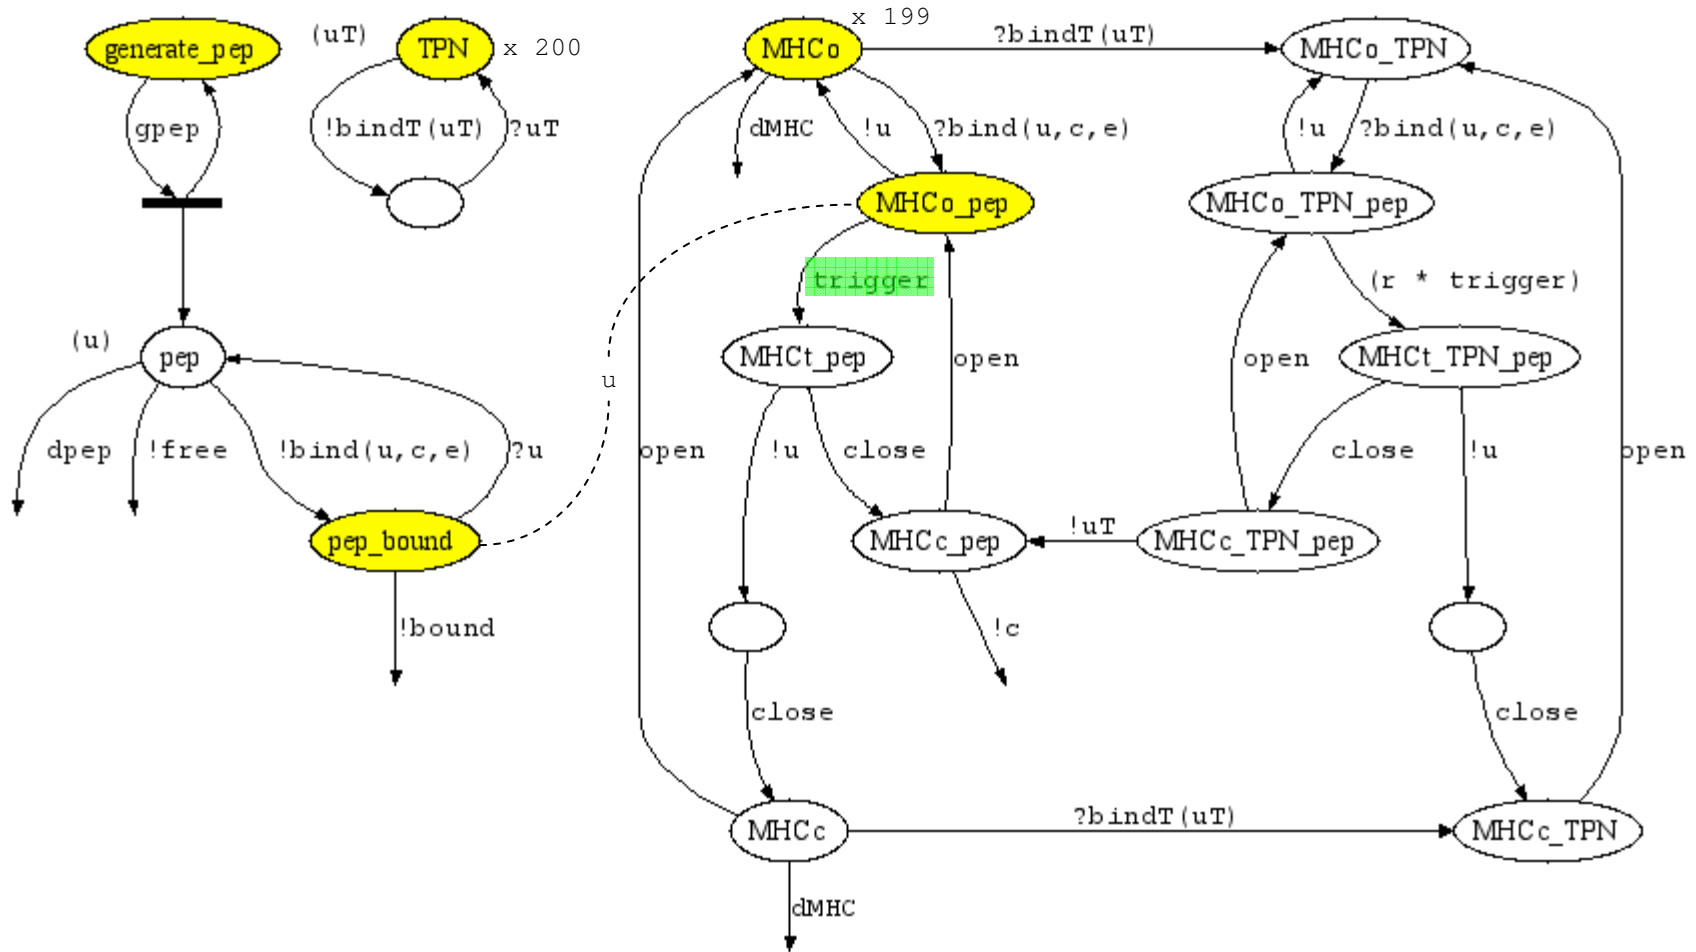 x 199
generate_pep
(uT)
TPN
x 200
MHCo
?bindT(uT)
MHCo_TPN
gpep
!bindT(uT)
?uT
dMHC
!u
?bind(u,c,e)
!u
?bind(u,c,e)
MHCo_pep
MHCo_TPN_pep
trigger
(r * trigger)
(u)
pep
MHCt_pep
open
open
MHCt_TPN_pep
u
dpep
!free
!bind(u,c,e)
?u
open
!u
close
close
!u
open
pep_bound
MHCc_pep
!uT
MHCc_TPN_pep
!bound
!c
close
close
MHCc
?bindT(uT)
MHCc_TPN
dMHC